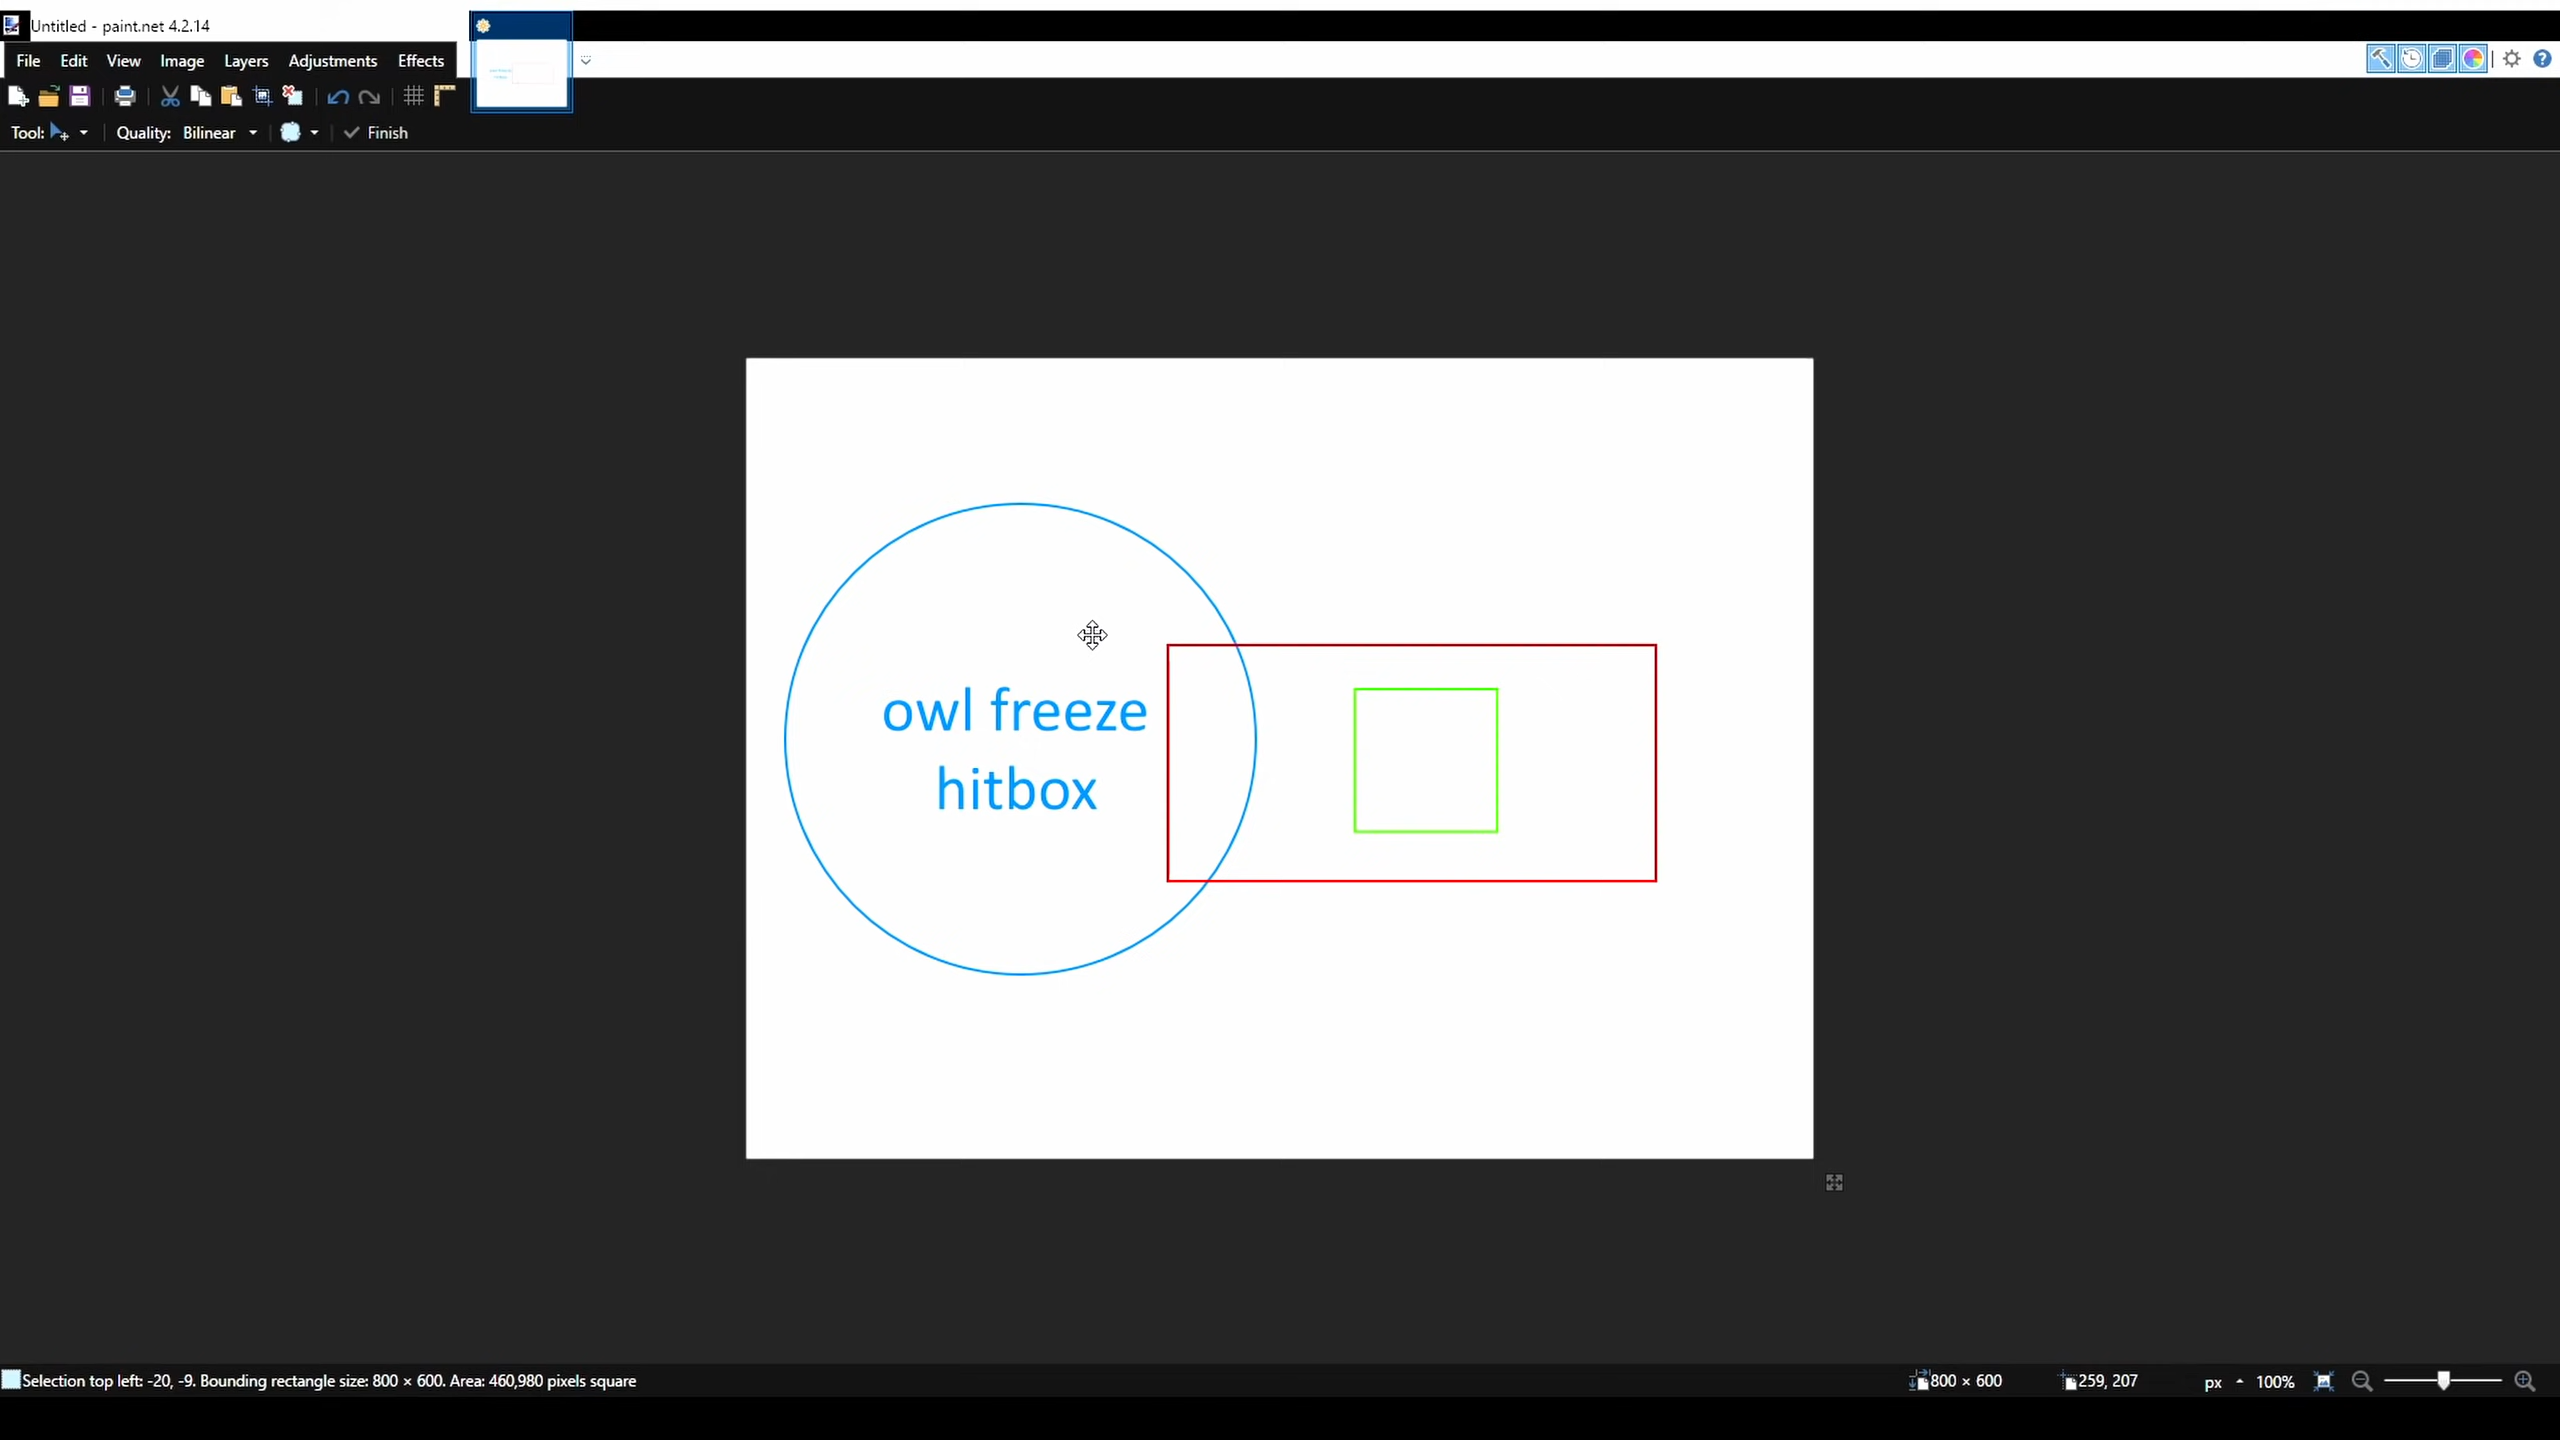 Untitled - paint.net 4.2.14
File Edit View Image Layers Adjustments Effects
Tool: Quality: Bilinear Finish
owl freeze
hitbox
Selection top left: -20, -9. Bounding rectangle size: 800 × 600. Area: 460,980 pixels square 800 × 600 259, 207 px 100%